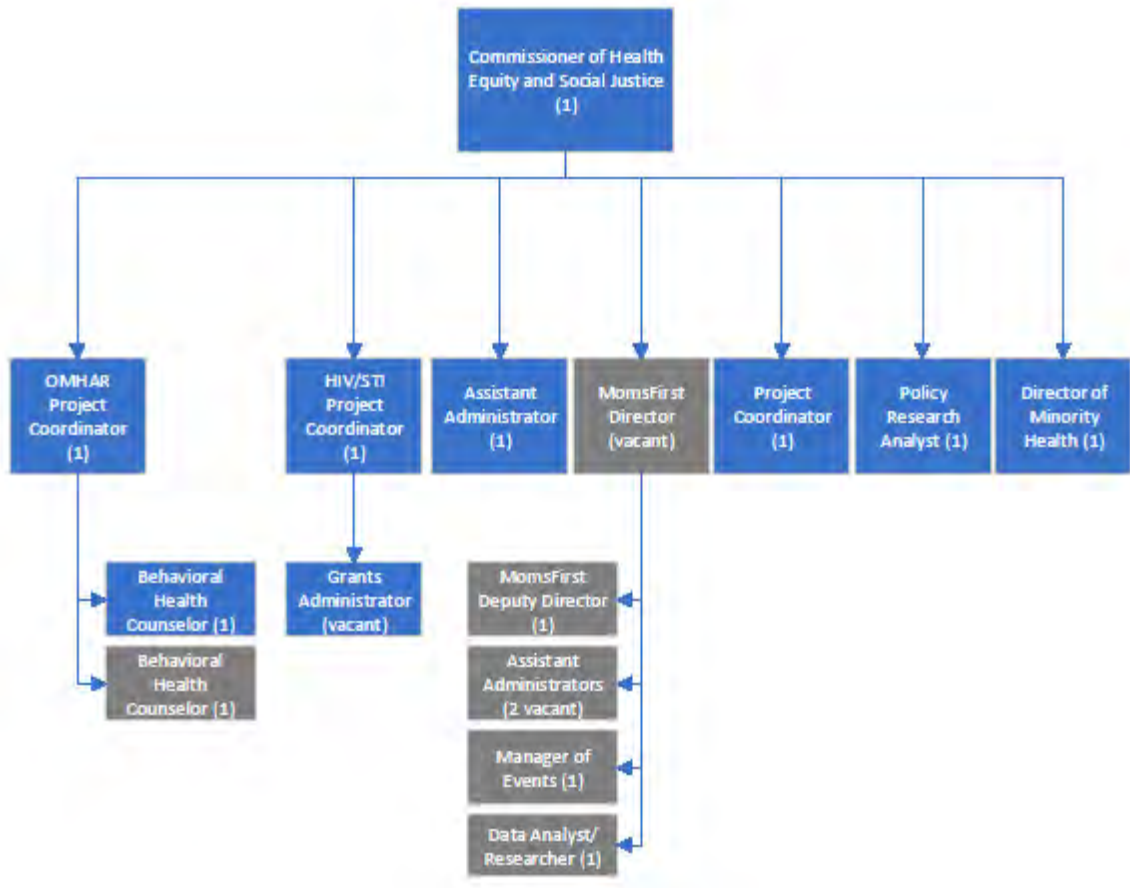 Commissioner of Health
Equity and Social Justice
(1)
OMHAR
Project
Coordinator
(1)
HIV/STI
Project
Coordinator
(1)
Assistant
Administrator
(1)
MomsFirst
Director
(vacant)
Project
Coordinator
(1)
Policy
Research
Analyst (1)
Director of
Minority
Health (1)
Behavioral
Health
Counselor (1)
Grants
Administrator
(vacant)
MomsFirst
Deputy Director
(1)
Behavioral
Health
Counselor (1)
Assistant
Administrators
(2 vacant)
Manager of
Events (1)
Data Analyst/
Researcher (1)